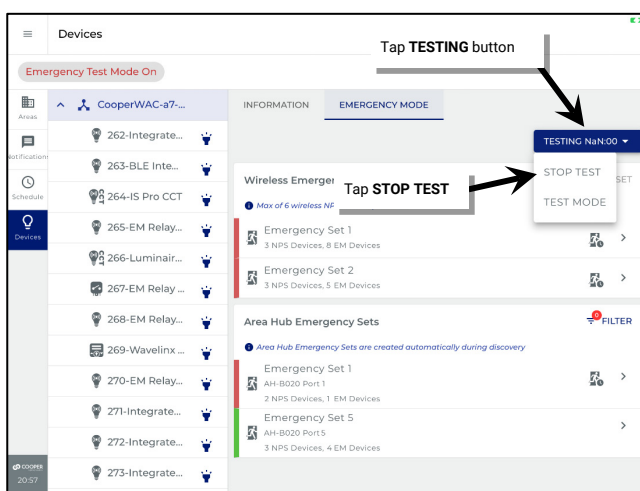 Devices
Tap TESTING button
Emergency Test Mode On
Areas
Notifications
Schedule
Devices
COOPER
20:57
CooperWAC-a7-...
262-Integrate...
263-BLE Inte...
264-IS Pro CCT
265-EM Relay...
266-Luminair...
267-EM Relay ...
268-EM Relay...
269-Wavelinx ...
270-EM Relay...
271-Integrate...
272-Integrate...
273-Integrate...
INFORMATION EMERGENCY MODE
TESTING NaN:00
STOP TEST
TEST MODE
SET
Wireless Emerger
Tap STOP TEST
Max of 6 wireless NP
Emergency Set 1
3 NPS Devices, 8 EM Devices
Emergency Set 2
3 NPS Devices, 5 EM Devices
Area Hub Emergency Sets
0
FILTER
Area Hub Emergency Sets are created automatically during discovery
Emergency Set 1
AH-B020 Port 1
2 NPS Devices, 1 EM Devices
Emergency Set 5
AH-B020 Port 5
3 NPS Devices, 4 EM Devices